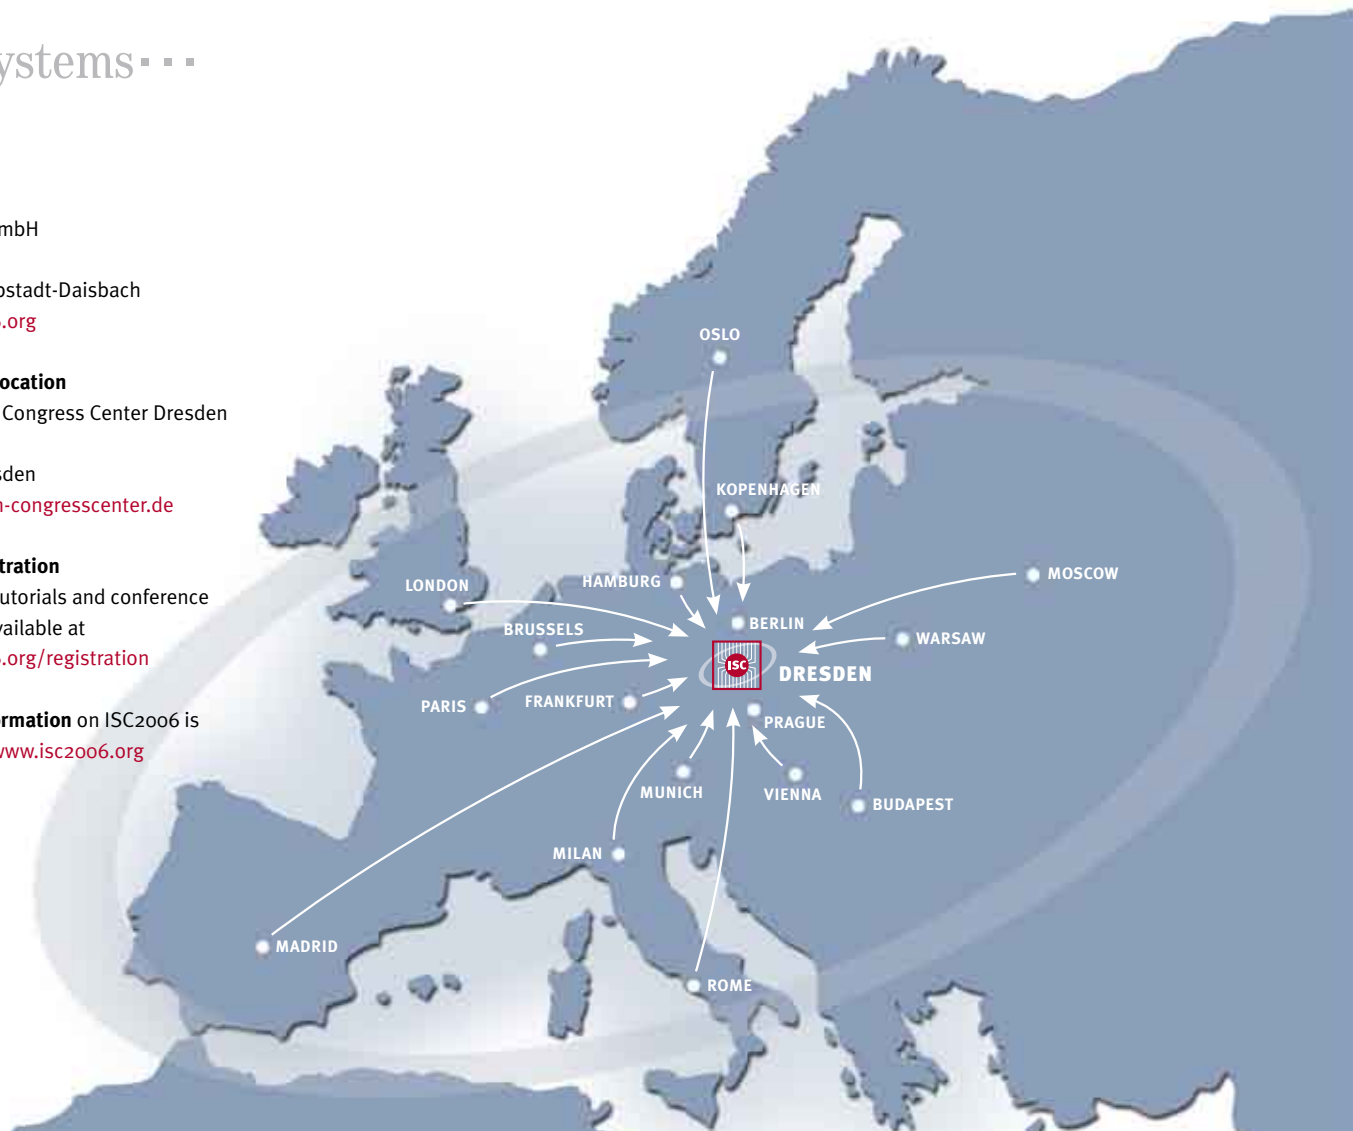 ystems...
mbH
bstadt-Daisbach
.org
ocation
Congress Center Dresden
sden
n-congresscenter.de
tration
utorials and conference
vailable at
.org/registration
ormation on ISC2006 is
www.isc2006.org
OSLO
KOPENHAGEN
HAMBURG
MOSCOW
LONDON
BERLIN
BRUSSELS
WARSAW
ISC
DRESDEN
PARIS
FRANKFURT
PRAGUE
MUNICH
VIENNA
BUDAPEST
MILAN
MADRID
ROME